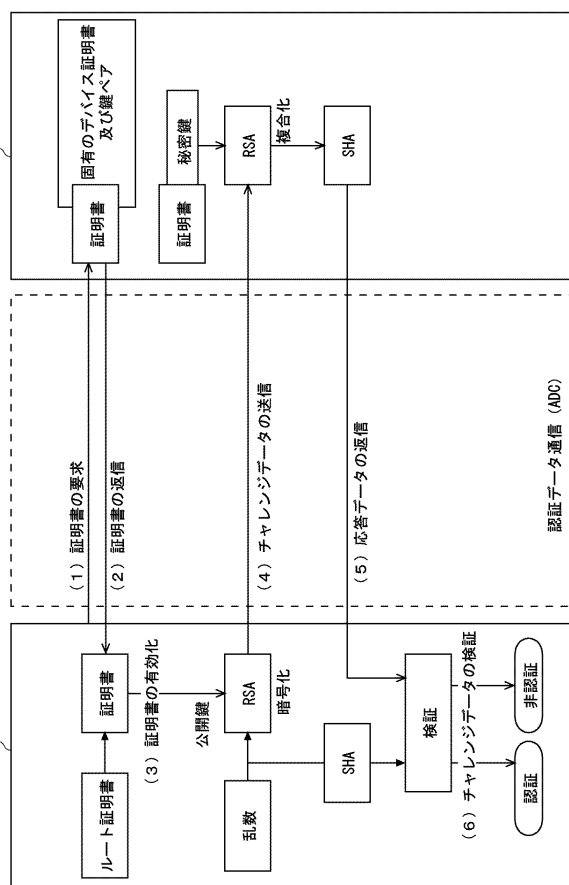 ルート証明書
証明書
(3) 証明書の有効化
公開鍵
乱数
RSA
暗号化
SHA
検証
(6) チャレンジデータの検証
認証
非認証
(1) 証明書の要求
(2) 証明書の返信
(4) チャレンジデータの送信
(5) 応答データの返信
認証データ通信 (ADC)
固有のデバイス証明書
及び鍵ペア
証明書
証明書
秘密鍵
RSA
複合化
SHA